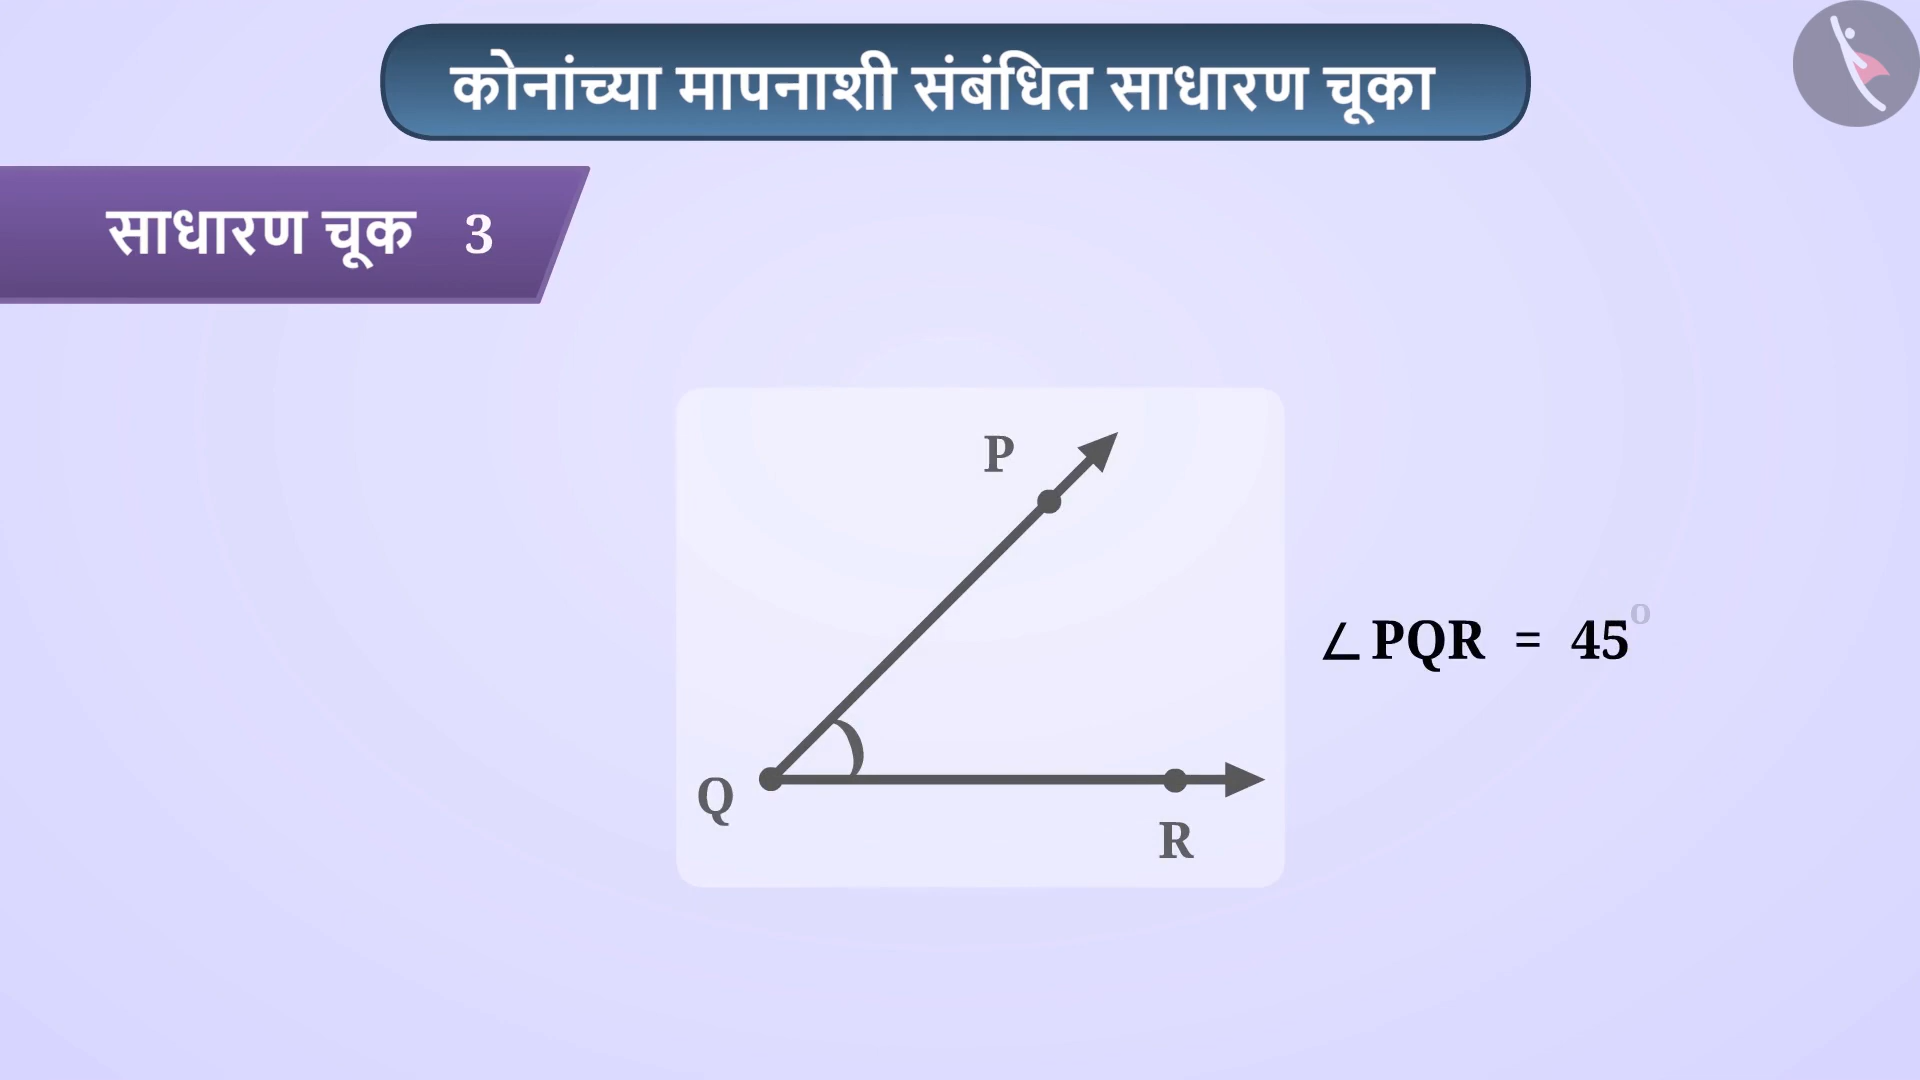 कोनांच्या मापनाशी संबंधित साधारण चूका
साधारण चूक 3
P
∠PQR = 45°
Q
R